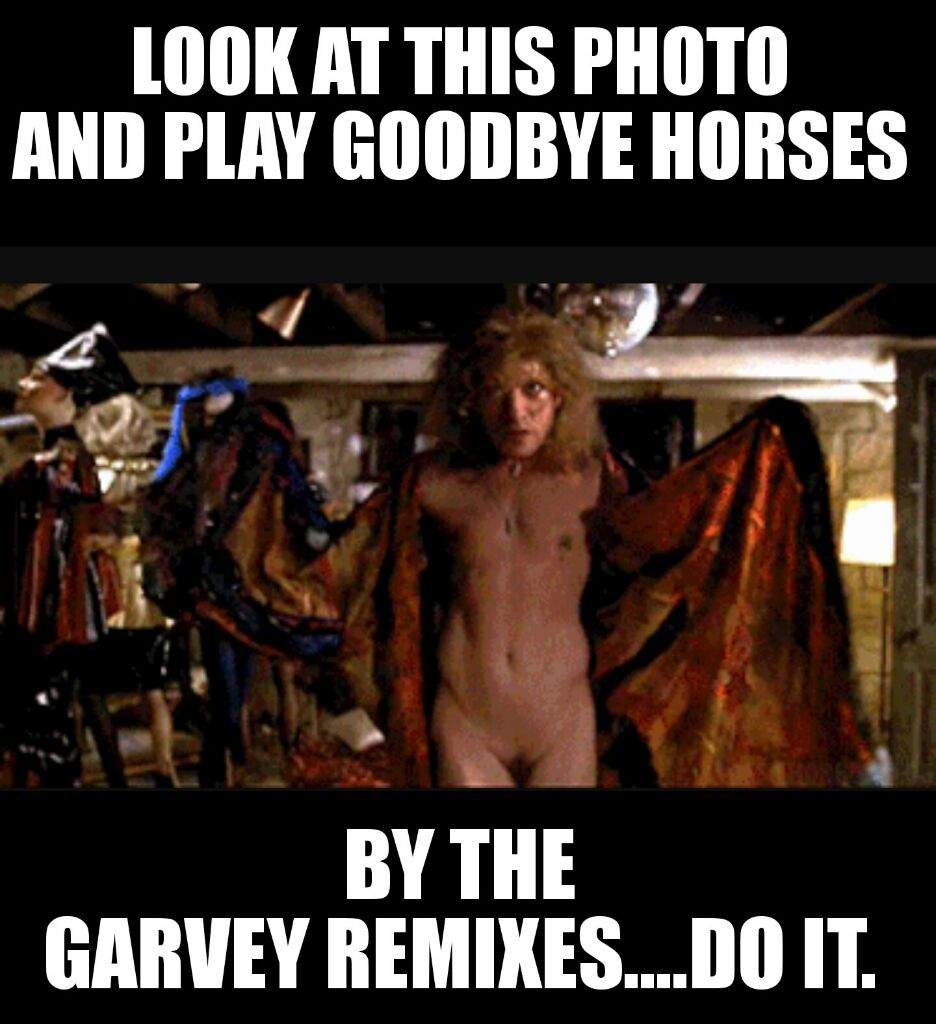 LOOK AT THIS PHOTO
AND PLAY GOODBYE HORSES
BY THE
GARVEY REMIXES....DO IT.